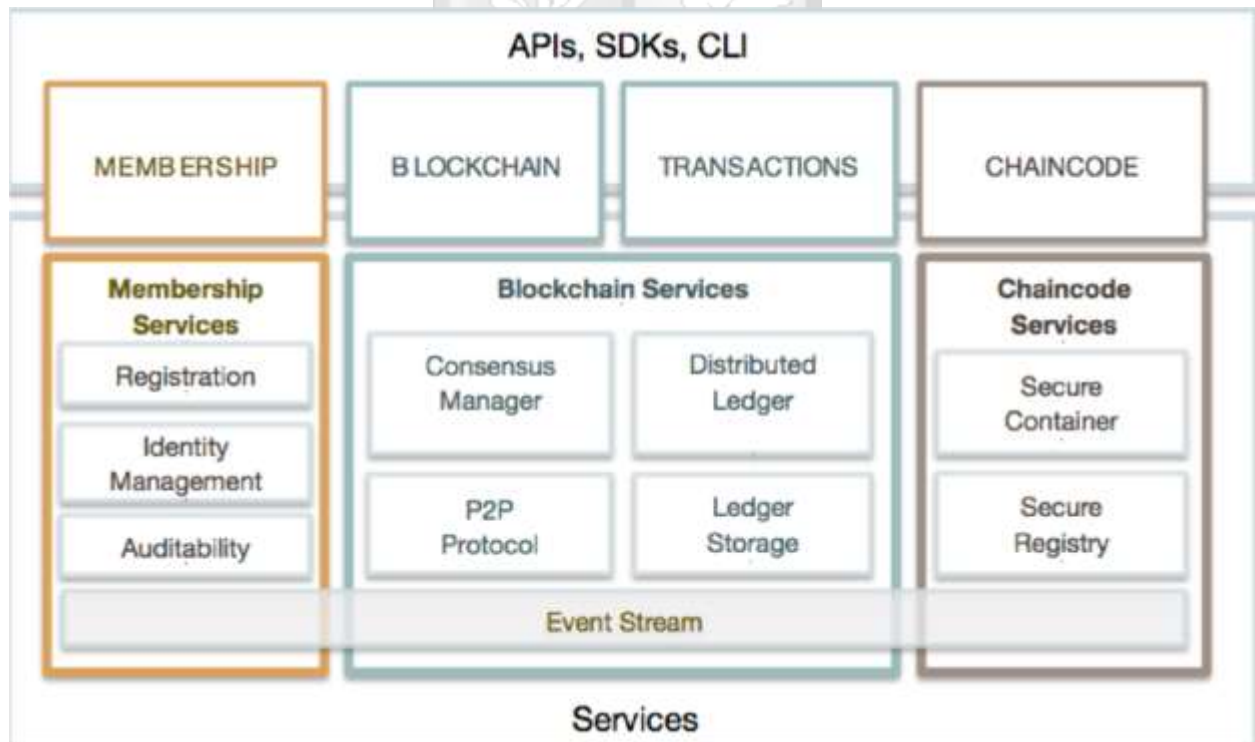 APIs, SDKs, CLI
MEMBERSHIP
BLOCKCHAIN
TRANSACTIONS
CHAINCODE
Membership
Services
Registration
Identity
Management
Auditability
Blockchain Services
Consensus
Manager
Distributed
Ledger
P2P
Protocol
Ledger
Storage
Chaincode
Services
Secure
Container
Secure
Registry
Event Stream
Services